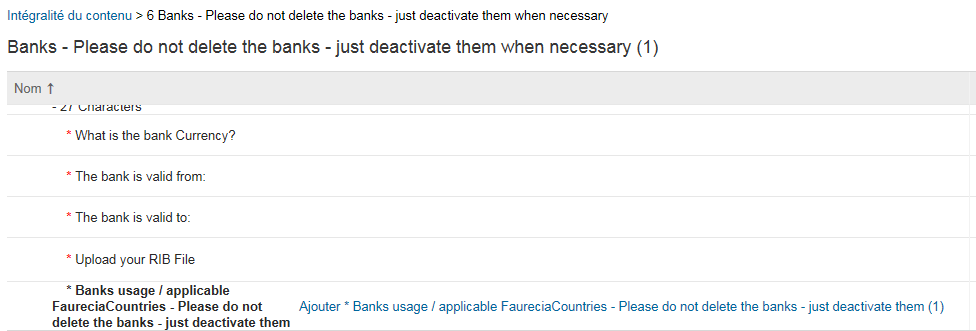 Intégralité du contenu > 6 Banks - Please do not delete the banks - just deactivate them when necessary
Banks - Please do not delete the banks - just deactivate them when necessary (1)
Nom ↑
- 27 Characters
* What is the bank Currency?
* The bank is valid from:
* The bank is valid to:
* Upload your RIB File
* Banks usage / applicable
FaureciaCountries - Please do not
delete the banks - just deactivate them
Ajouter * Banks usage / applicable FaureciaCountries - Please do not delete the banks - just deactivate them (1)